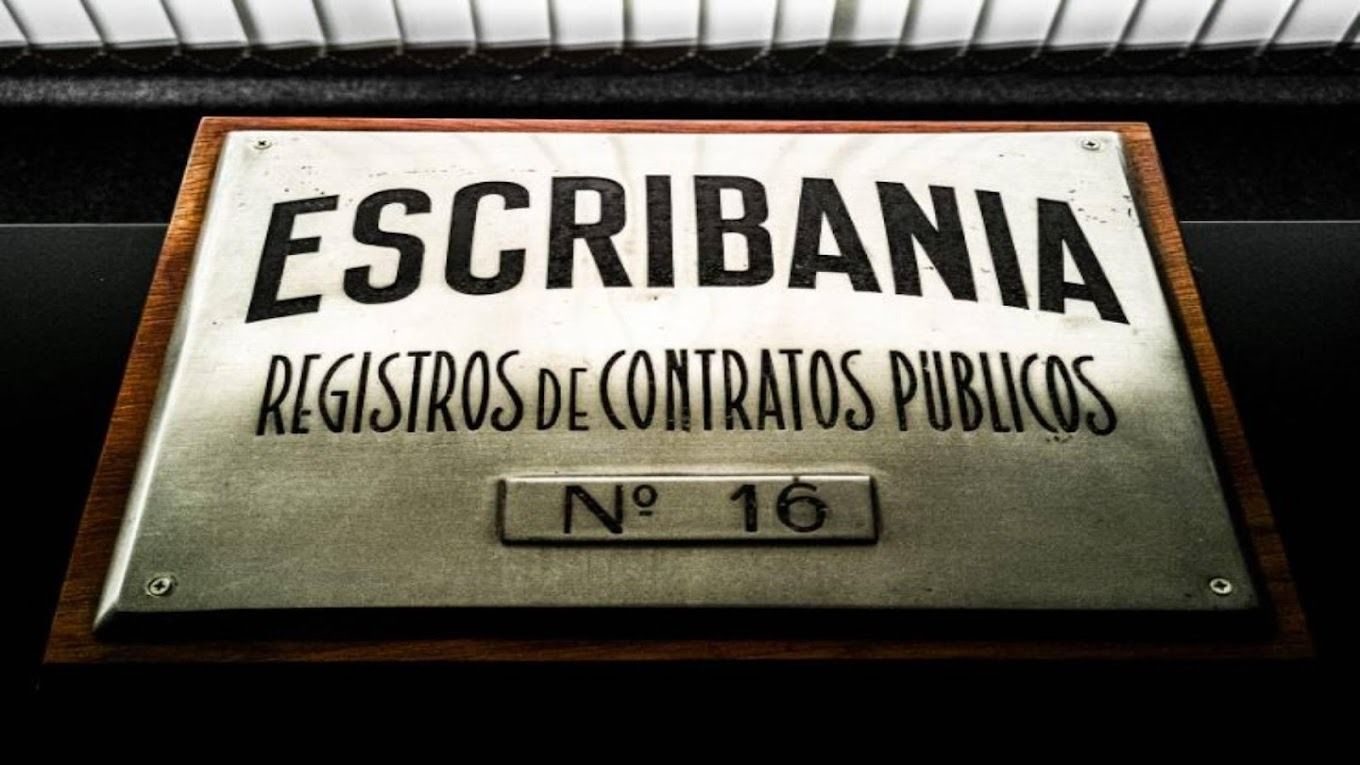 ESCRIBANIA
REGISTROS DE CONTRATOS PÚBLICOS
Nº 16